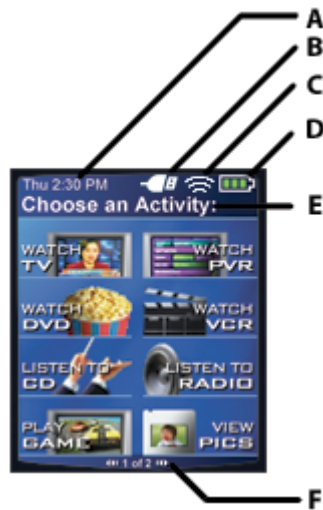 A
B
C
D
Thu 2:30 PM
Choose an Activity:
E
WATCH TV
WATCH PVR
WATCH DVD
WATCH VCR
LISTEN TO CD
LISTEN TO RADIO
PLAY GAME
VIEW PICS
1 of 2
F